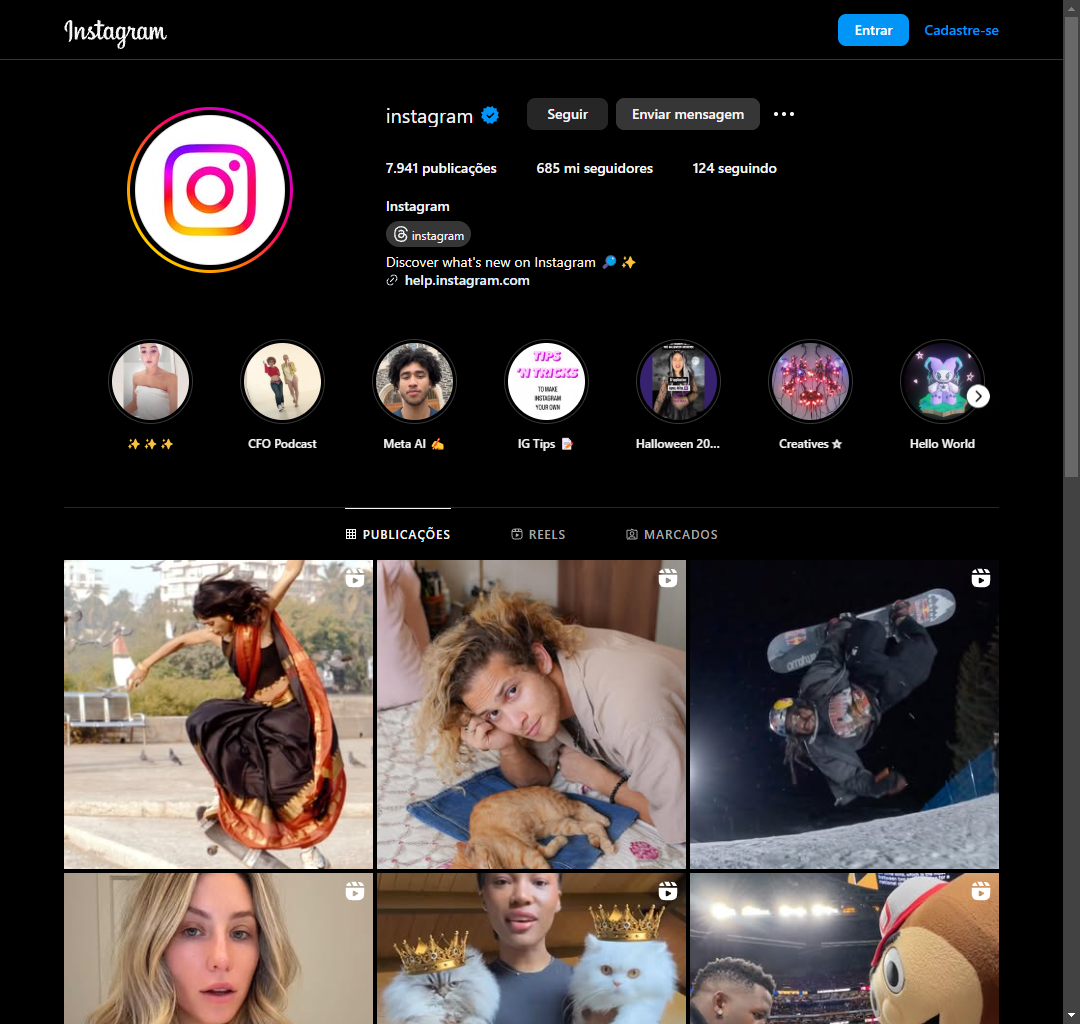 Instagram
Entrar
Cadastre-se
instagram
Seguir
Enviar mensagem
7.941 publicações
685 mi seguidores
124 seguindo
Instagram
instagram
Discover what's new on Instagram 🔎 ✨
help.instagram.com
TIPS
'N TRICKS
TO MAKE
INSTAGRAM
YOUR OWN
✨ ✨ ✨
CFO Podcast
Meta AI ✍️
IG Tips 📝
Halloween 20...
Creatives ☆
Hello World
PUBLICAÇÕES
REELS
MARCADOS